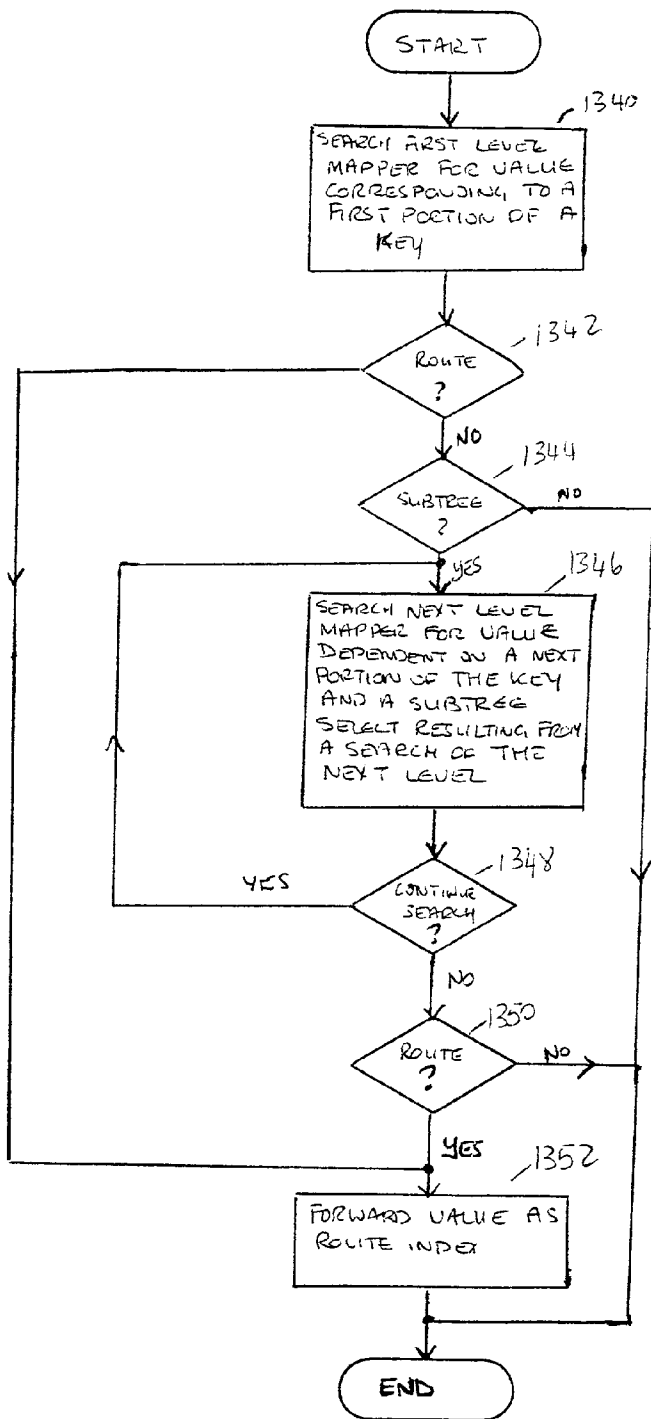 START
1340
SEARCH FIRST LEVEL
MAPPER FOR VALUE
CORRESPONDING TO A
FIRST PORTION OF A
KEY
1342
ROUTE
?
NO
1344
SUBTREE
?
NO
YES
1346
SEARCH NEXT LEVEL
MAPPER FOR VALUE
DEPENDENT ON A NEXT
PORTION OF THE KEY
AND A SUBTREE
SELECT RESULTING FROM
A SEARCH OF THE
NEXT LEVEL
1348
YES
CONTINUE
SEARCH
?
NO
1350
ROUTE
?
NO
YES
1352
FORWARD VALUE AS
ROUTE INDEX
END